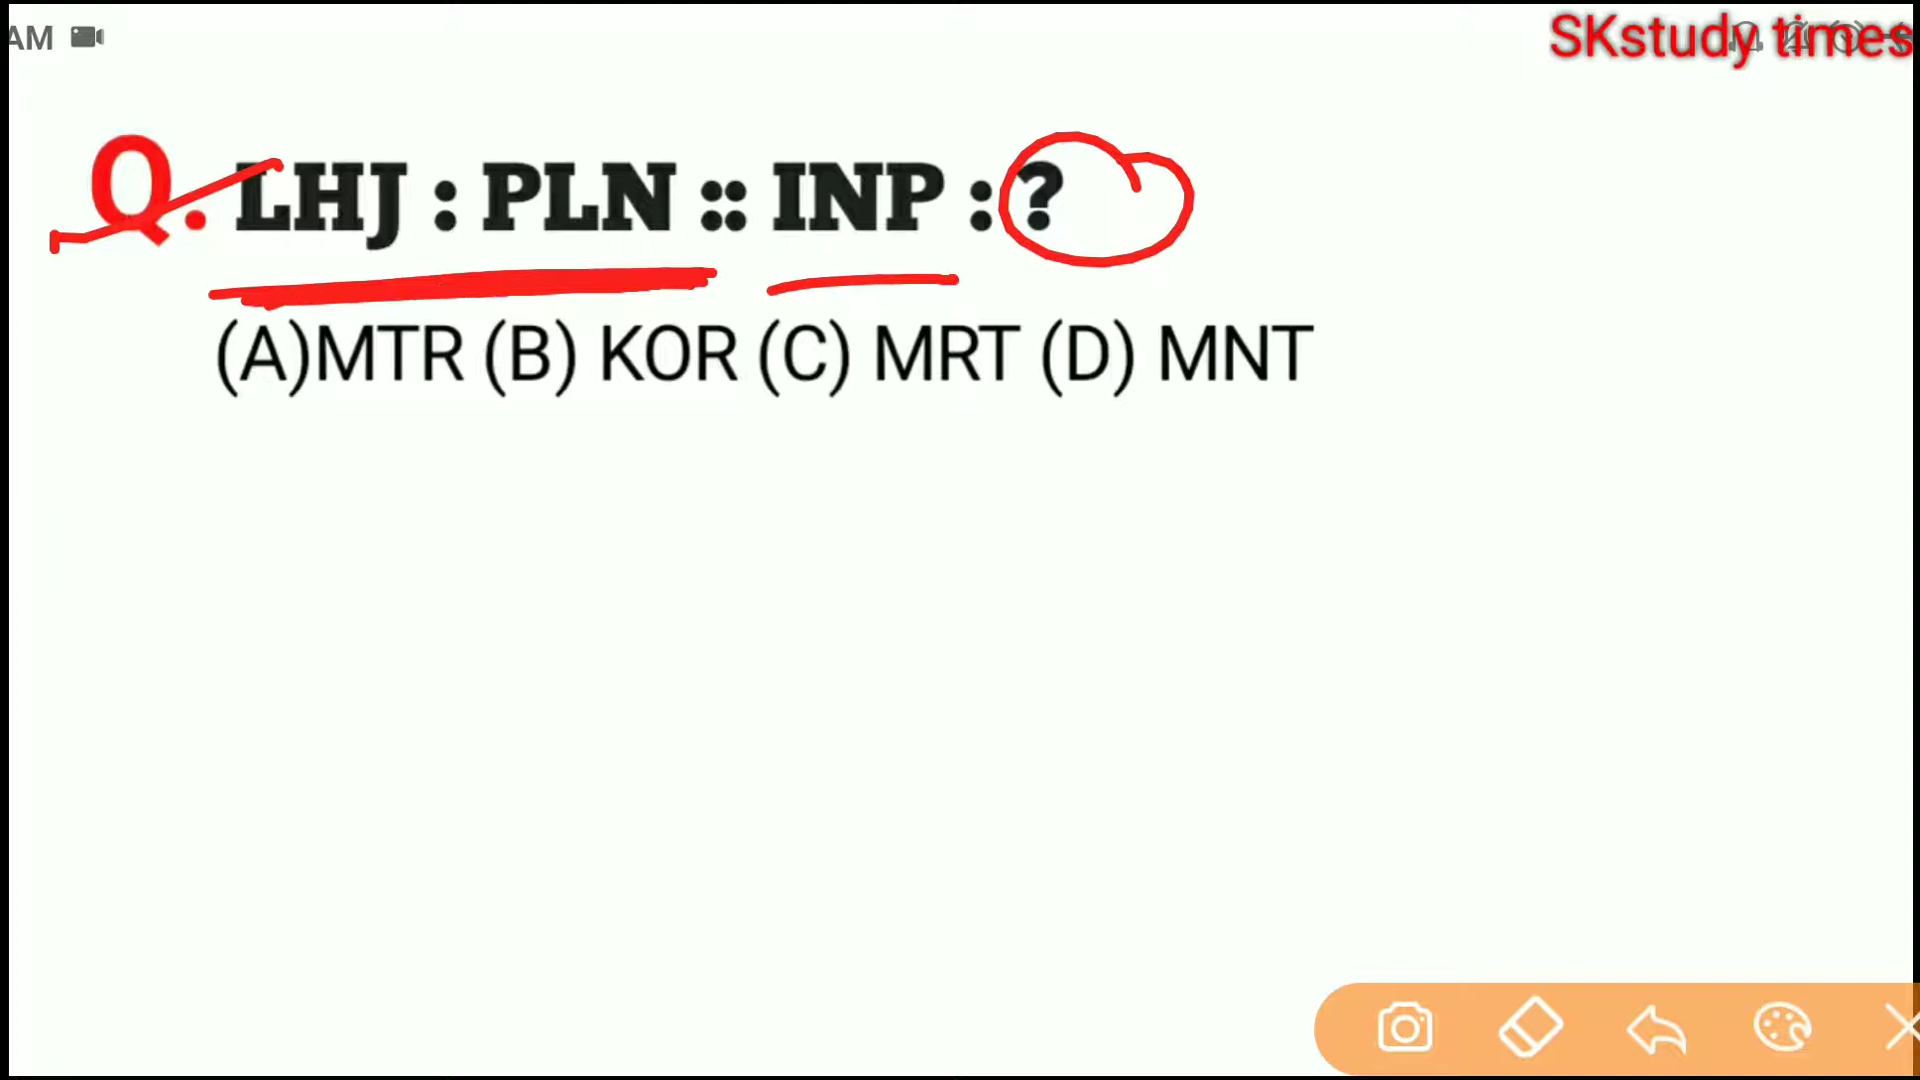 AM
SKstudy times
Q. LHJ : PLN :: INP : ?
(A)MTR (B) KOR (C) MRT (D) MNT